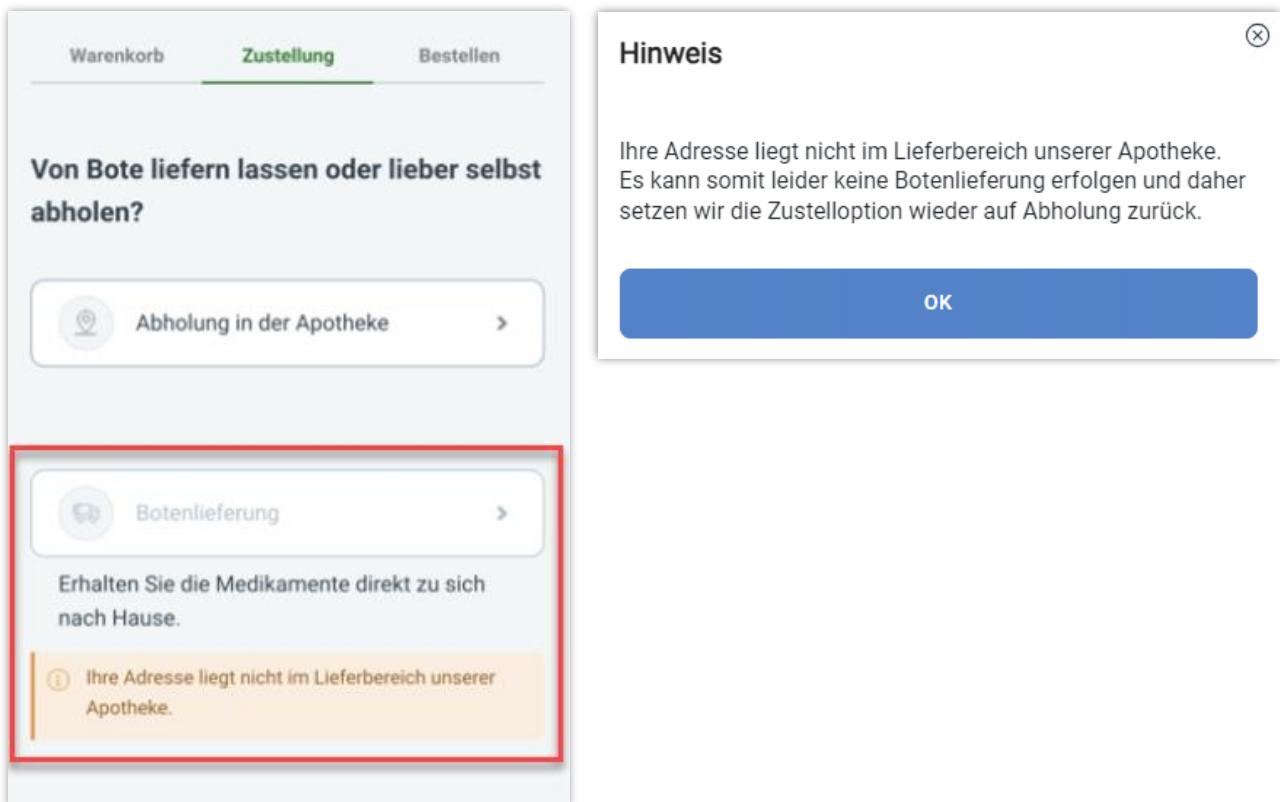 Warenkorb Zustellung Bestellen
Von Bote liefern lassen oder lieber selbst
abholen?
Abholung in der Apotheke
Botenlieferung
Erhalten Sie die Medikamente direkt zu sich
nach Hause.
Ihre Adresse liegt nicht im Lieferbereich unserer
Apotheke.
Hinweis
Ihre Adresse liegt nicht im Lieferbereich unserer Apotheke.
Es kann somit leider keine Botenlieferung erfolgen und daher
setzen wir die Zustelloption wieder auf Abholung zurück.
OK